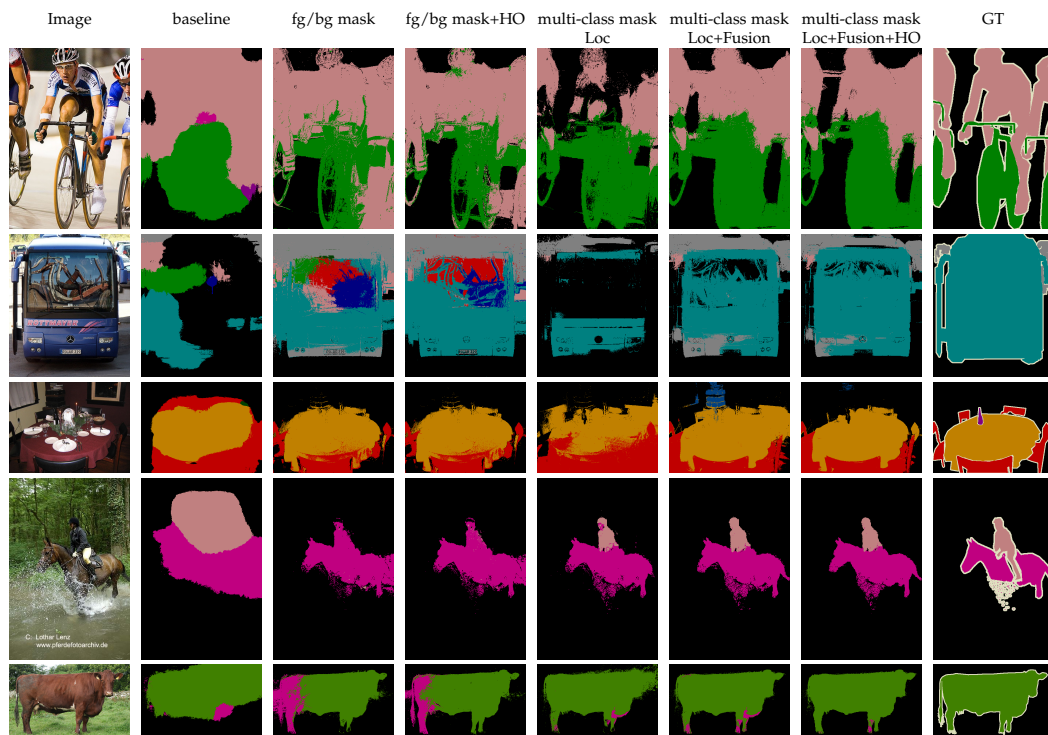 Image baseline fg/bg mask fg/bg mask+HO multi-class mask multi-class mask multi-class mask GT
Loc Loc+Fusion Loc+Fusion+HO
C. Lothar Lenz
www.pferdefotoarchiv.de